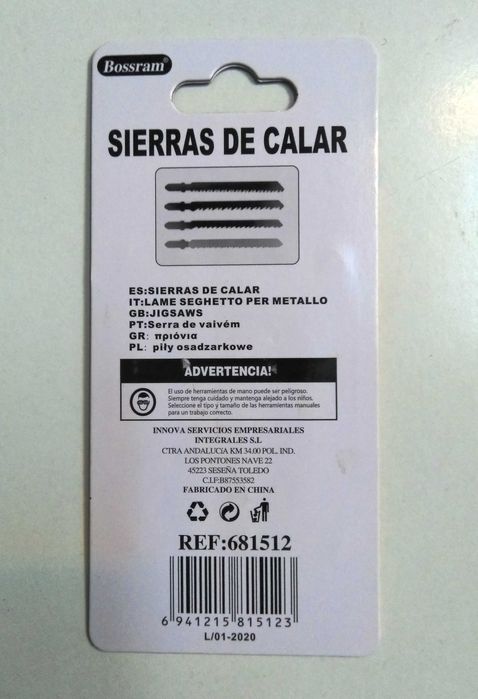 Bossram®
SIERRAS DE CALAR
ES:SIERRAS DE CALAR
IT:LAME SEGHETTO PER METALLO
GB:JIGSAWS
PT:Serra de vaivém
GR: πριόνια
PL: piły osadzarkowe
ADVERTENCIA!
El uso de herramientas de mano puede ser peligroso.
Siempre tenga cuidado y mantenga alejado a los niños.
Seleccione el tipo y tamaño de las herramientas manuales
para un trabajo correcto.
INNOVA SERVICIOS EMPRESARIALES
INTEGRALES S.L
CTRA ANDALUCíA KM 34.00 POL. IND.
LOS PONTONES NAVE 22
45223 SESEÑA TOLEDO
C.I.F:B87553582
FABRICADO EN CHINA
REF:681512
6 941215 815123
L/01-2020